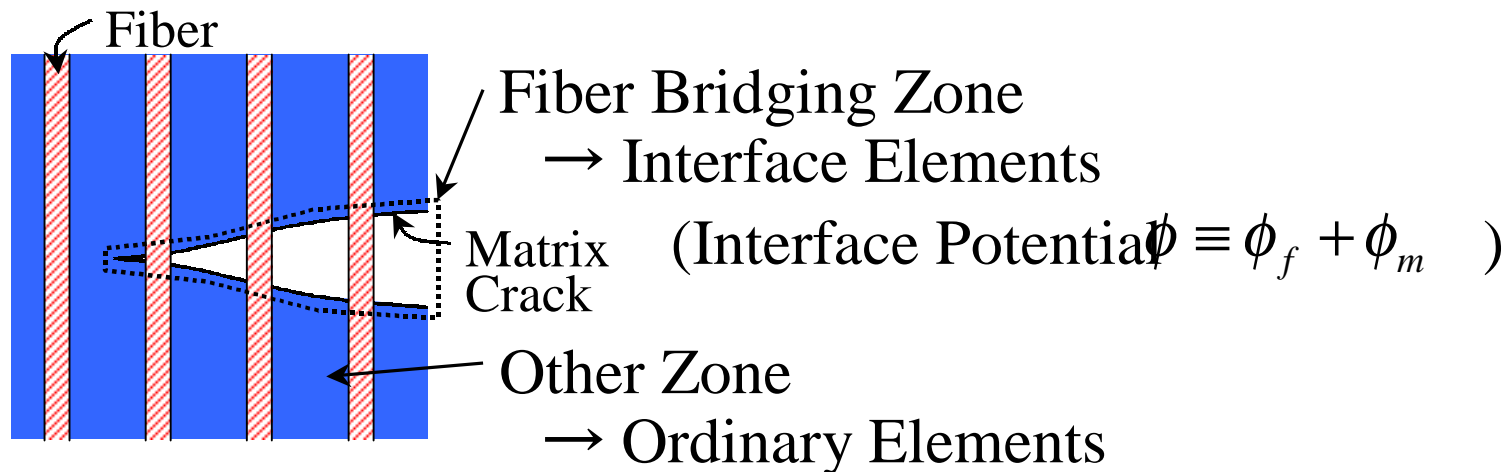 Fiber
Fiber Bridging Zone
→ Interface Elements
Matrix
Crack
(Interface Potential ϕ ≡ ϕ_f + ϕ_m )
Other Zone
→ Ordinary Elements